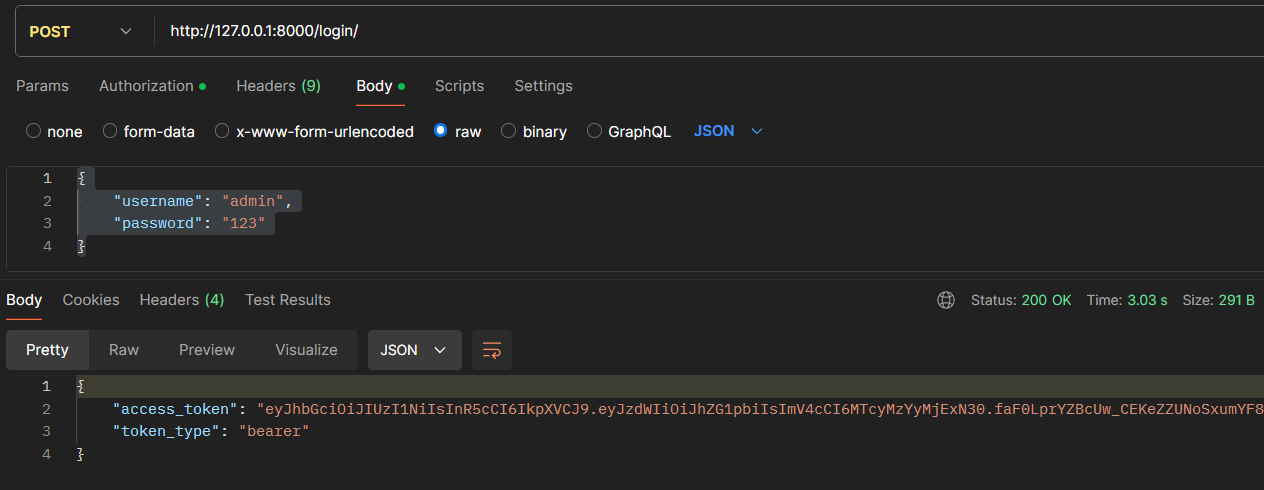 POST http://127.0.0.1:8000/login/
Params Authorization Headers (9) Body Scripts Settings
none form-data x-www-form-urlencoded raw binary GraphQL JSON
1 {
2 "username": "admin",
3 "password": "123"
4 }
Body Cookies Headers (4) Test Results Status: 200 OK Time: 3.03 s Size: 291 B
Pretty Raw Preview Visualize JSON
1 {
2 "access_token": "eyJhbGciOiJIUzI1NiIsInR5cCI6IkpXVCJ9.eyJzdWIiOiJhZG1pbiIsImV4cCI6MTcyMzYyMjExN30.faF0LprYZBcUw_CEKeZZUNoSxumYF8
3 "token_type": "bearer"
4 }